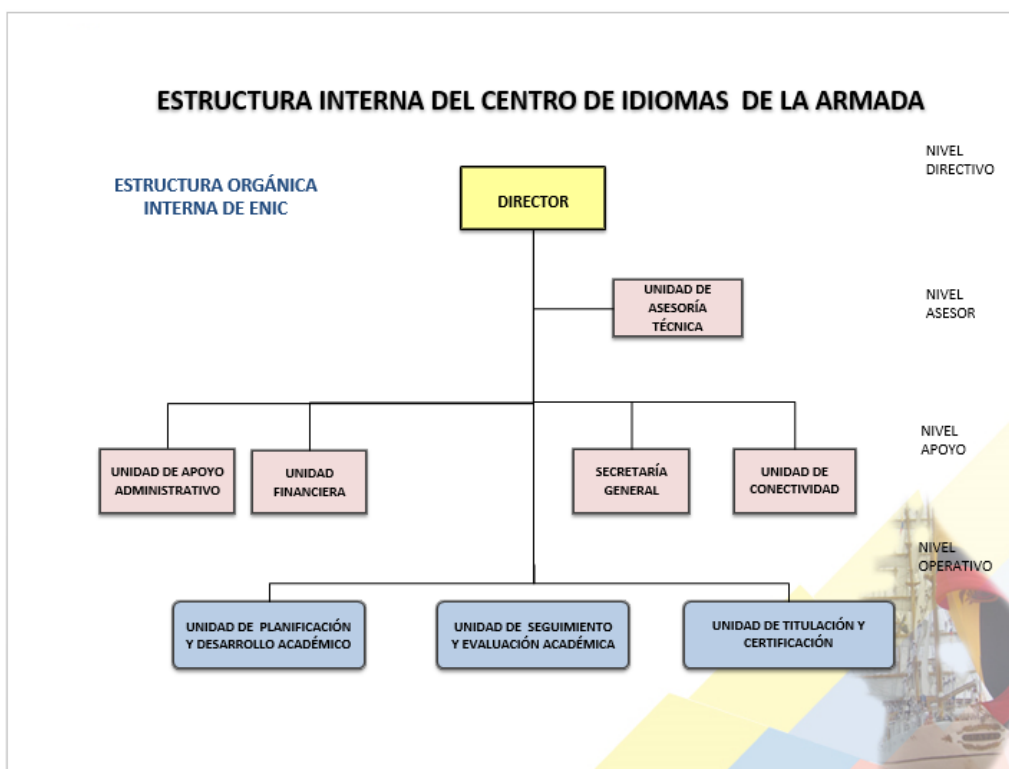 ESTRUCTURA INTERNA DEL CENTRO DE IDIOMAS DE LA ARMADA
NIVEL
DIRECTIVO
ESTRUCTURA ORGÁNICA
INTERNA DE ENIC
DIRECTOR
UNIDAD DE
ASESORÍA
TÉCNICA
NIVEL
ASESOR
NIVEL
APOYO
UNIDAD DE APOYO
ADMINISTRATIVO
UNIDAD
FINANCIERA
SECRETARÍA
GENERAL
UNIDAD DE
CONECTIVIDAD
NIVEL
OPERATIVO
UNIDAD DE PLANIFICACIÓN
Y DESARROLLO ACADÉMICO
UNIDAD DE SEGUIMIENTO
Y EVALUACIÓN ACADÉMICA
UNIDAD DE TITULACIÓN Y
CERTIFICACIÓN